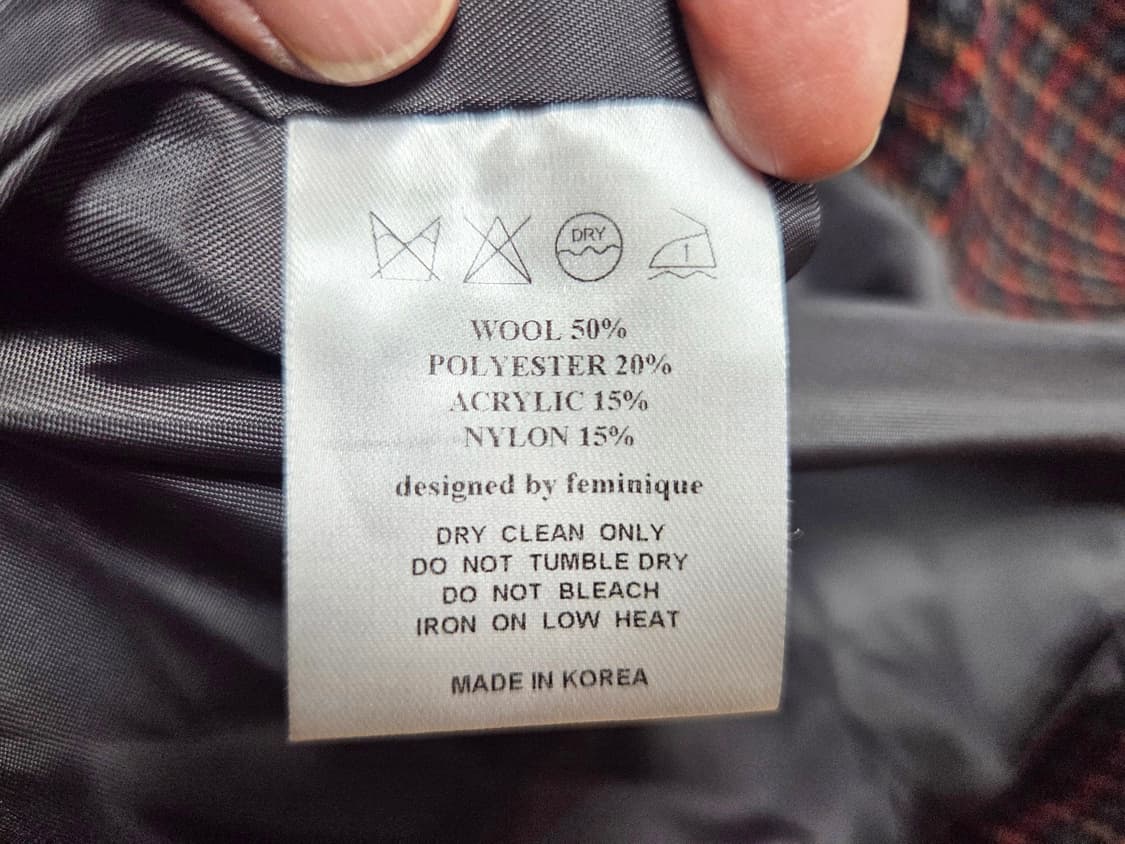 DRY
WOOL 50%
POLYESTER 20%
ACRYLIC 15%
NYLON 15%
designed by feminique
DRY CLEAN ONLY
DO NOT TUMBLE DRY
DO NOT BLEACH
IRON ON LOW HEAT
MADE IN KOREA